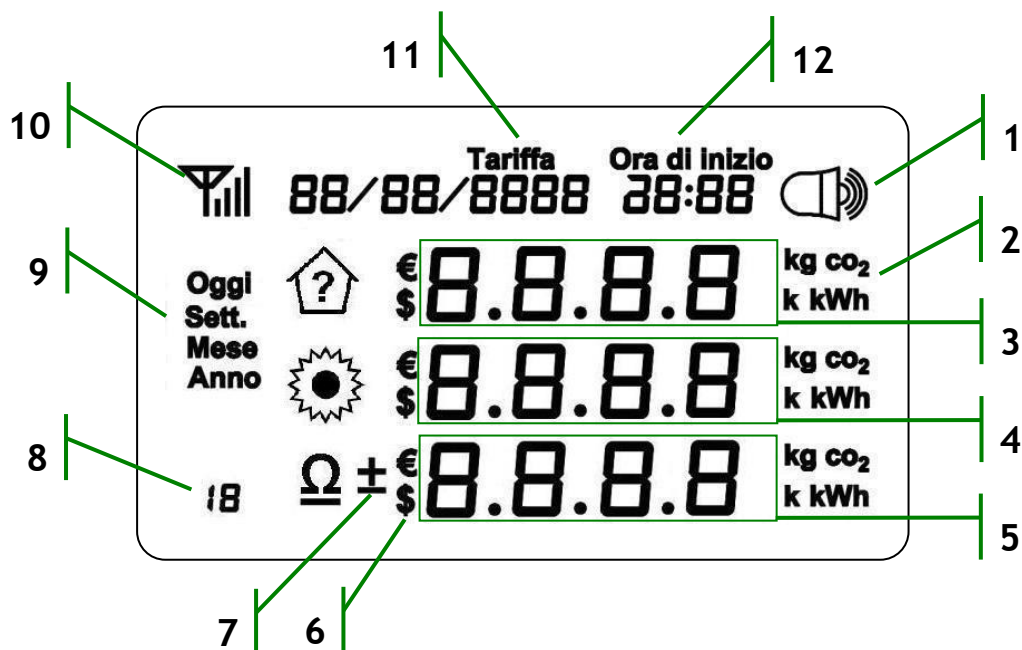 11
12
10
1
Tariffa Ora di inizio
88/88/8888 28:88
2
9
Oggi
Sett.
Mese
Anno
?
€ 8.8.8.8 kg co₂
$ k kWh
3
€ 8.8.8.8 kg co₂
$ k kWh
4
8
18
Ω ± € 8.8.8.8 kg co₂
$ k kWh
5
7
6